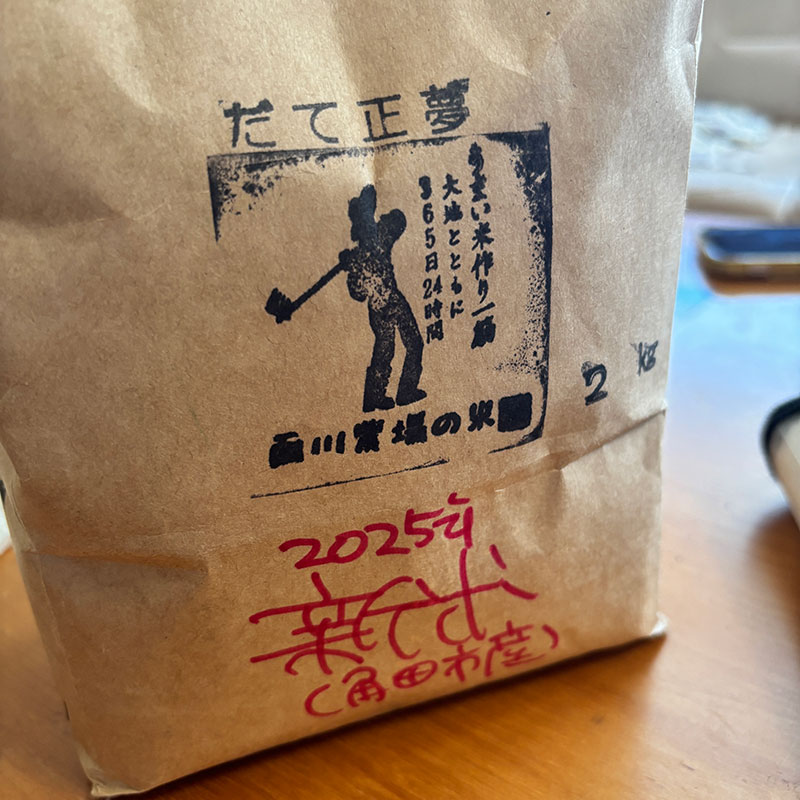 だて正夢
うまい米作り一筋
大地とともに
365日24時間
面川農場の米
2 kg
2025年
新米
(角田市産)